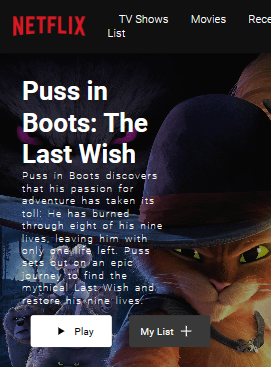 NETFLIX
TV Shows Movies Rece
List
Puss in
Boots: The
Last Wish
Puss in Boots discovers
that his passion for
adventure has taken its
toll: He has burned
through eight of his nine
lives, leaving him with
only one life left. Puss
sets out on an epic
journey to find the
mythical Last Wish and
restore his nine lives.
Play My List